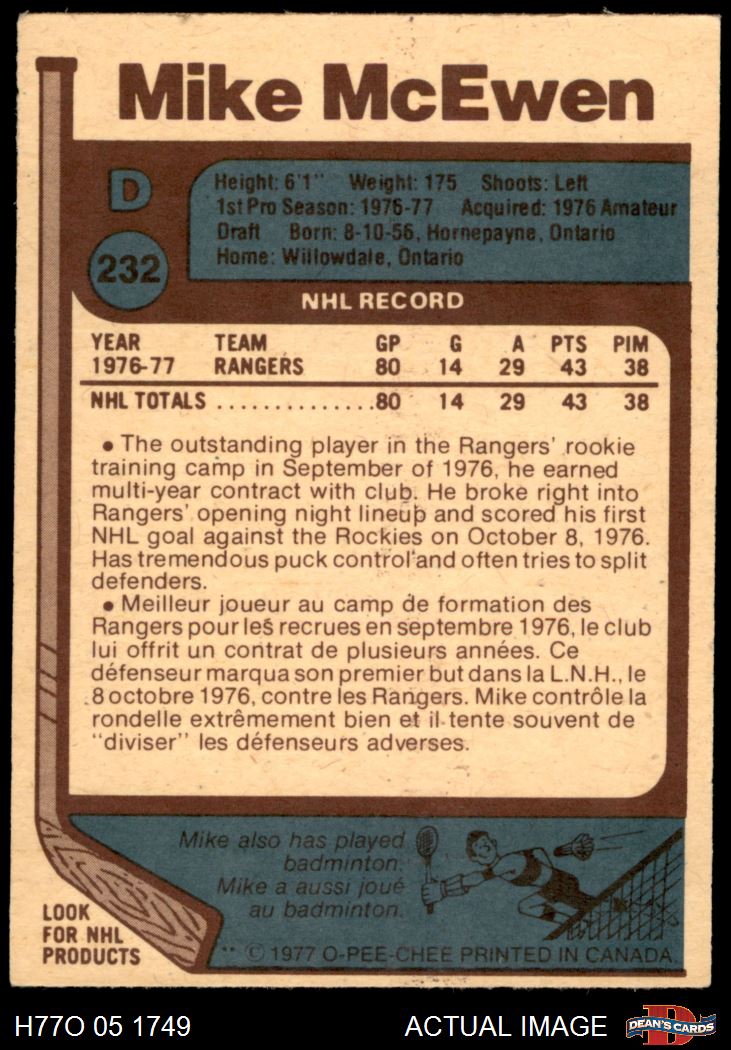 Mike McEwen
D
232
Height: 6'1" Weight: 175 Shoots: Left
1st Pro Season: 1976-77 Acquired: 1976 Amateur
Draft Born: 8-10-56, Hornepayne, Ontario
Home: Willowdale, Ontario
NHL RECORD
YEAR TEAM GP G A PTS PIM
1976-77 RANGERS 80 14 29 43 38
NHL TOTALS ..............80 14 29 43 38
• The outstanding player in the Rangers' rookie
training camp in September of 1976, he earned
multi-year contract with club. He broke right into
Rangers' opening night lineup and scored his first
NHL goal against the Rockies on October 8, 1976.
Has tremendous puck control and often tries to split
defenders.
• Meilleur joueur au camp de formation des
Rangers pour les recrues en septembre 1976, le club
lui offrit un contrat de plusieurs années. Ce
défenseur marqua son premier but dans la L.N.H., le
8 octobre 1976, contre les Rangers. Mike contrôle la
rondelle extrêmement bien et il tente souvent de
"diviser" les défenseurs adverses.
Mike also has played
badminton.
Mike a aussi joué
au badminton.
LOOK
FOR NHL
PRODUCTS
** © 1977 O-PEE-CHEE PRINTED IN CANADA.
H77O 05 1749 ACTUAL IMAGE
D
DEAN'S CARDS